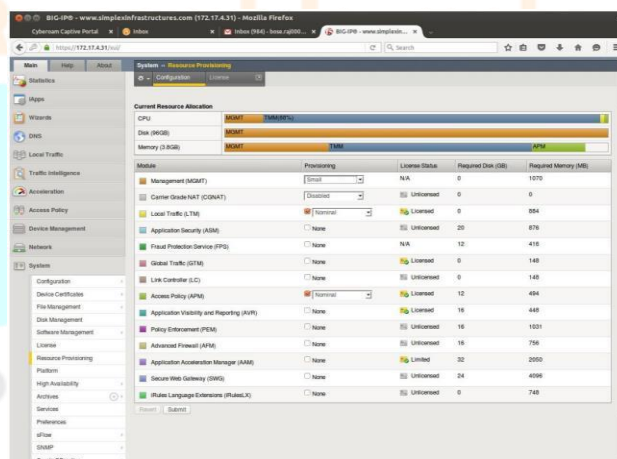 BIG-IP® - www.simplexinfrastructures.com (172.17.4.31) - Mozilla Firefox
Cyberoam Captive Portal
Inbox
Inbox (984) - bose.raj000...
BIG-IP® - www.simplexin...
https://172.17.4.31/xui/
Search
Main
Help
About
System » Resource Provisioning
Configuration
License
Statistics
iApps
Wizards
DNS
Local Traffic
Traffic Intelligence
Acceleration
Access Policy
Device Management
Network
System
Configuration
Device Certificates
File Management
Disk Management
Software Management
License
Resource Provisioning
Platform
High Availability
Archives
Services
Preferences
sFlow
SNMP
Current Resource Allocation
CPU MGMT TMM(88%)
Disk (96GB) MGMT
Memory (3.8GB) MGMT TMM APM
Module Provisioning License Status Required Disk (GB) Required Memory (MB)
Management (MGMT) Small N/A 0 1070
Carrier Grade NAT (CGNAT) Disabled Unlicensed 0 0
Local Traffic (LTM) Nominal Licensed 0 884
Application Security (ASM) None Unlicensed 20 876
Fraud Protection Service (FPS) None N/A 12 418
Global Traffic (GTM) None Licensed 0 148
Link Controller (LC) None Unlicensed 0 148
Access Policy (APM) Nominal Licensed 12 494
Application Visibility and Reporting (AVR) None Licensed 16 448
Policy Enforcement (PEM) None Unlicensed 16 1031
Advanced Firewall (AFM) None Unlicensed 16 756
Application Acceleration Manager (AAM) None Limited 32 2050
Secure Web Gateway (SWG) None Unlicensed 24 4096
iRules Language Extensions (iRulesLX) None Unlicensed 0 748
Revert Submit